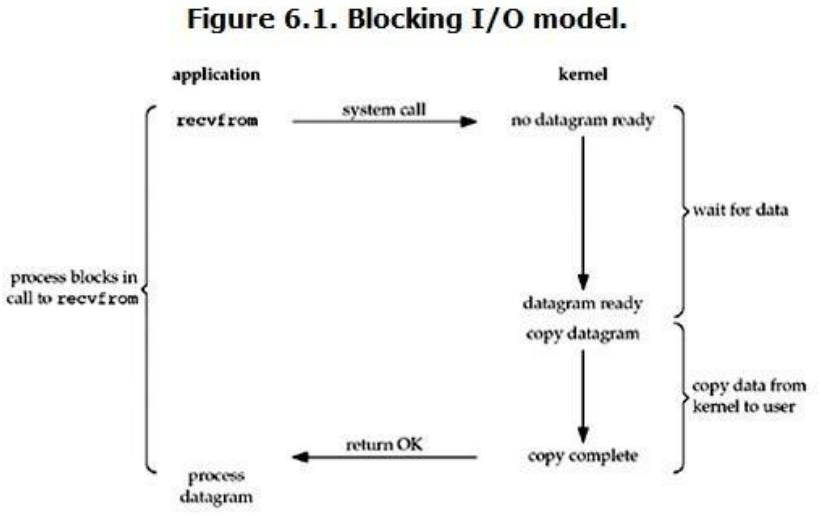 Figure 6.1. Blocking I/O model.
application
kernel
recvfrom
system call
no datagram ready
wait for data
process blocks in
call to recvfrom
datagram ready
copy datagram
copy data from
kernel to user
return OK
copy complete
process
datagram